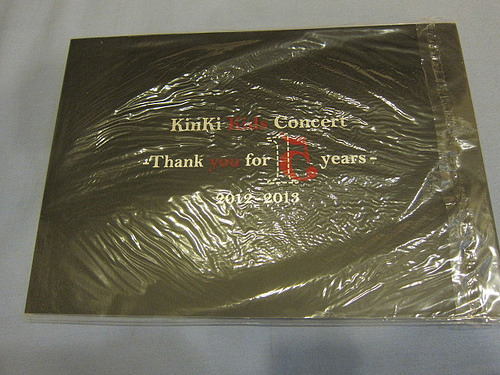 KinKi Kids Concert
-Thank you for 15 years-
2012-2013